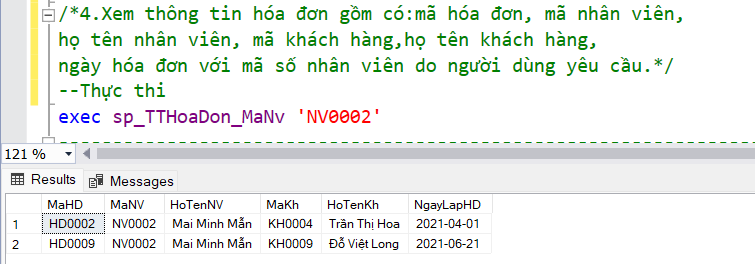 /*4.Xem thông tin hóa đơn gồm có:mã hóa đơn, mã nhân viên,
họ tên nhân viên, mã khách hàng,họ tên khách hàng,
ngày hóa đơn với mã số nhân viên do người dùng yêu cầu.*/
--Thực thi
exec sp_TTHoaDon_MaNv 'NV0002'
121 %
Results Messages
MaHD MaNV HoTenNV MaKh HoTenKh NgayLapHD
1 HD0002 NV0002 Mai Minh Mẫn KH0004 Trần Thị Hoa 2021-04-01
2 HD0009 NV0002 Mai Minh Mẫn KH0009 Đỗ Việt Long 2021-06-21